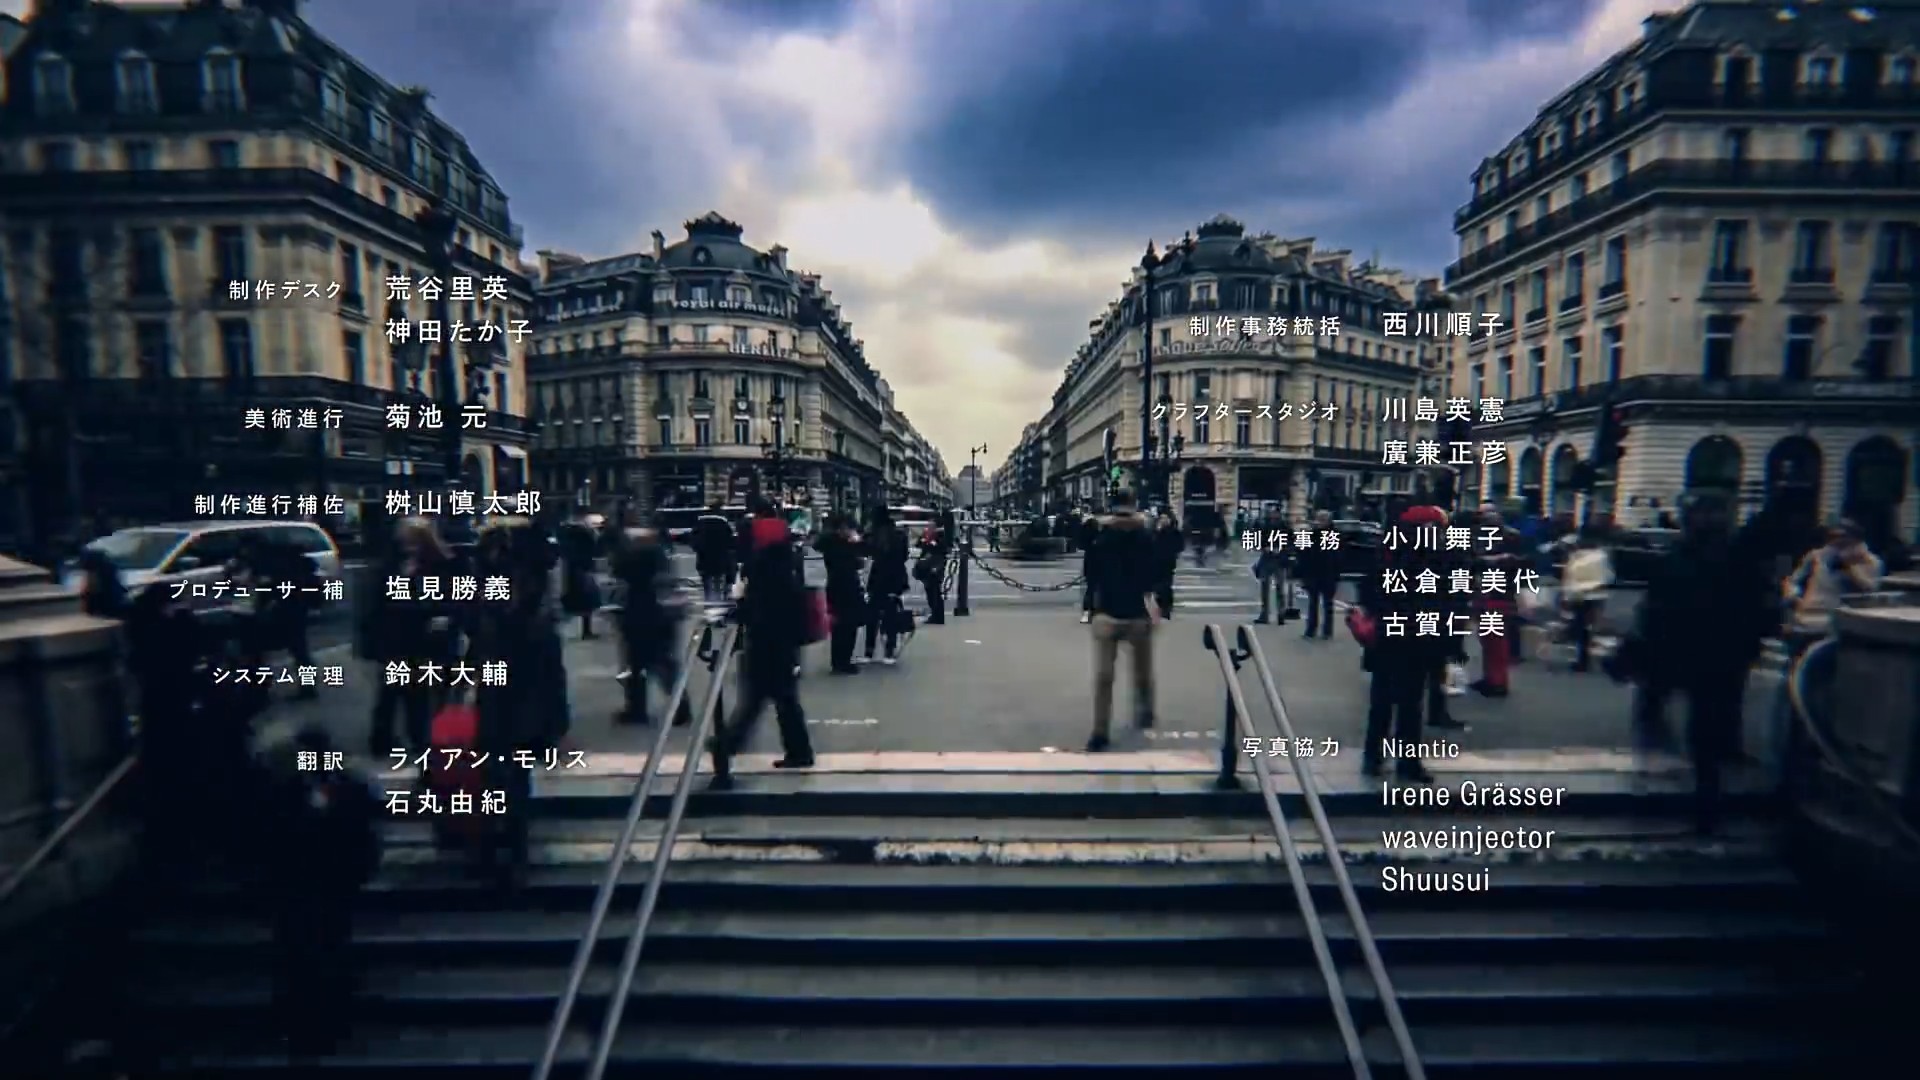 制作デスク 荒谷里英
神田たか子
美術進行 菊池 元
制作進行補佐 桝山慎太郎
プロデューサー補 塩見勝義
システム管理 鈴木大輔
翻訳 ライアン・モリス
石丸由紀
制作事務統括 西川順子
クラフタースタジオ 川島英憲
廣兼正彦
制作事務 小川舞子
松倉貴美代
古賀仁美
写真協力 Niantic
Irene Grässer
waveinjector
Shuusui
royal air maroc